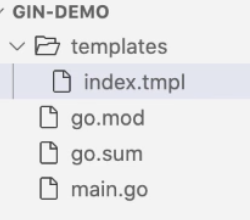 GIN-DEMO
templates
index.tmpl
go.mod
go.sum
main.go